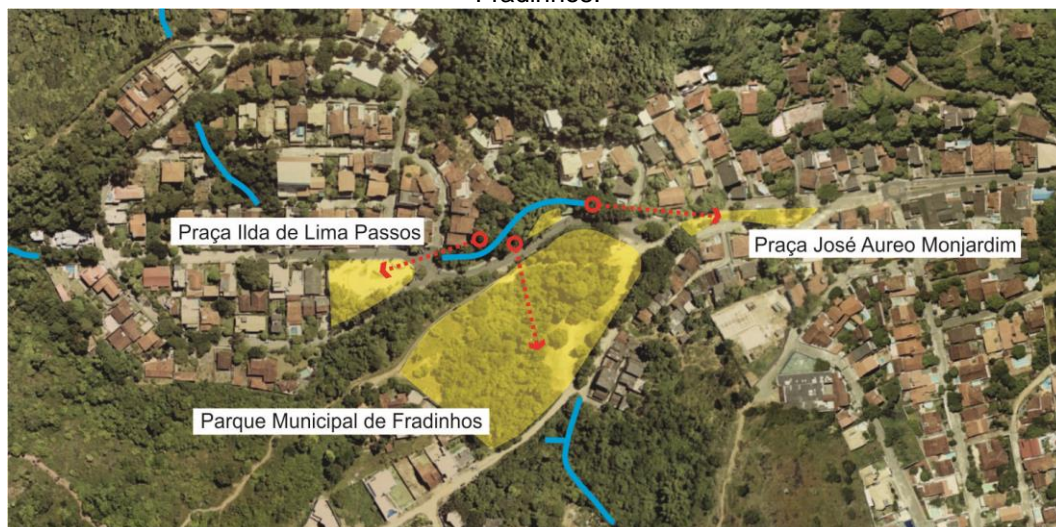 Fradinhos.
Praça Ilda de Lima Passos
Praça José Aureo Monjardim
Parque Municipal de Fradinhos